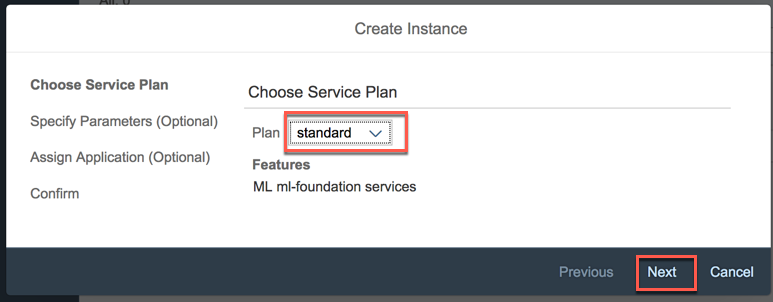 All: 0
Create Instance
Choose Service Plan
Specify Parameters (Optional)
Assign Application (Optional)
Confirm
Choose Service Plan
Plan standard
Features
ML ml-foundation services
Previous Next Cancel